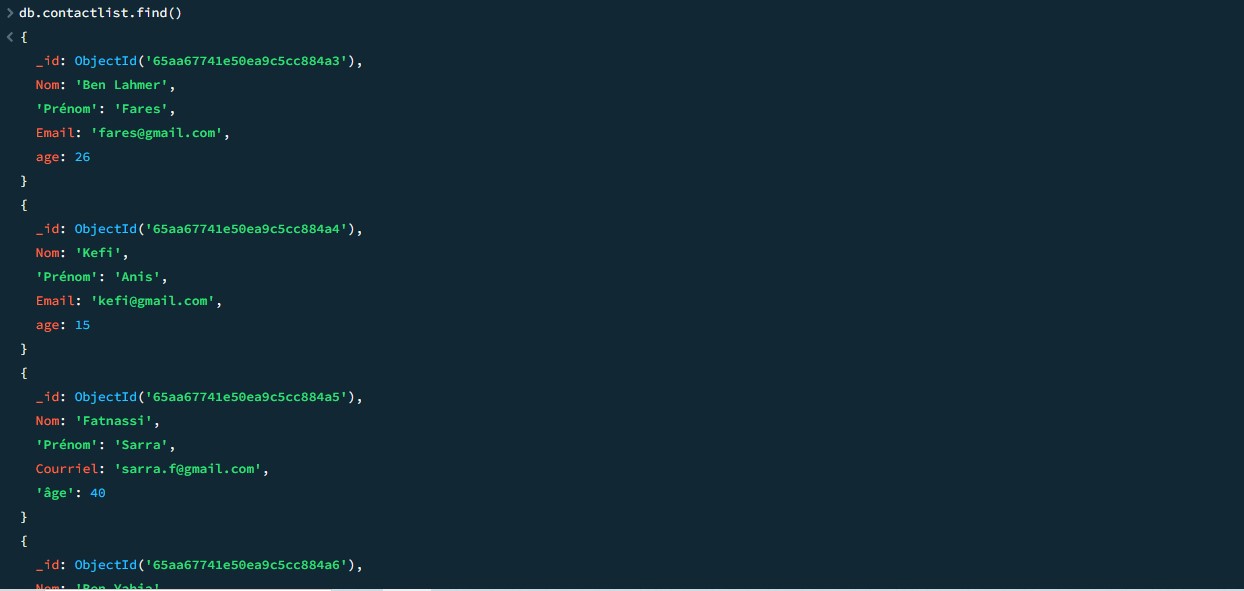 > db.contactlist.find()
< {
_id: ObjectId('65aa67741e50ea9c5cc884a3'),
Nom: 'Ben Lahmer',
'Prénom': 'Fares',
Email: 'fares@gmail.com',
age: 26
}
{
_id: ObjectId('65aa67741e50ea9c5cc884a4'),
Nom: 'Kefi',
'Prénom': 'Anis',
Email: 'kefi@gmail.com',
age: 15
}
{
_id: ObjectId('65aa67741e50ea9c5cc884a5'),
Nom: 'Fatnassi',
'Prénom': 'Sarra',
Courriel: 'sarra.f@gmail.com',
'âge': 40
}
{
_id: ObjectId('65aa67741e50ea9c5cc884a6'),
Nom: 'Ben Yahia'